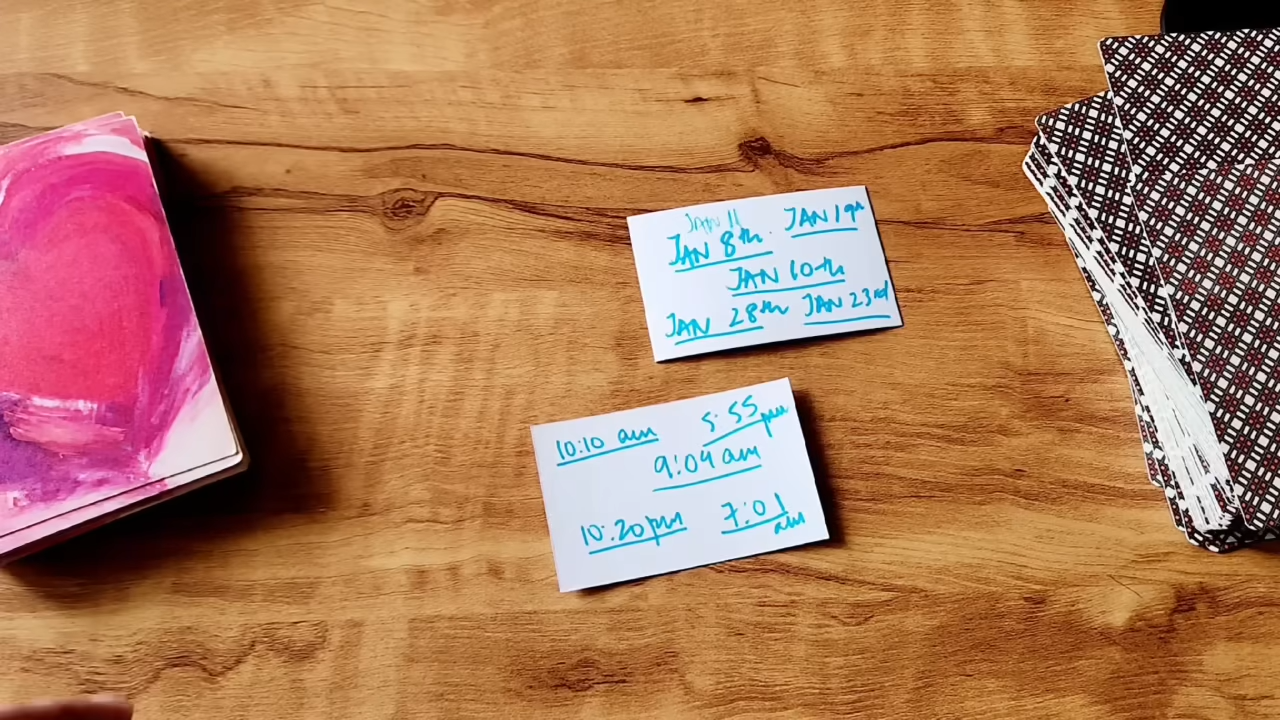 JAN 11
JAN 8th. JAN 19th
JAN 10th
JAN 28th JAN 23rd
10:10 am 5:55 pm
9:04 am
10:20 pm 7:01 am